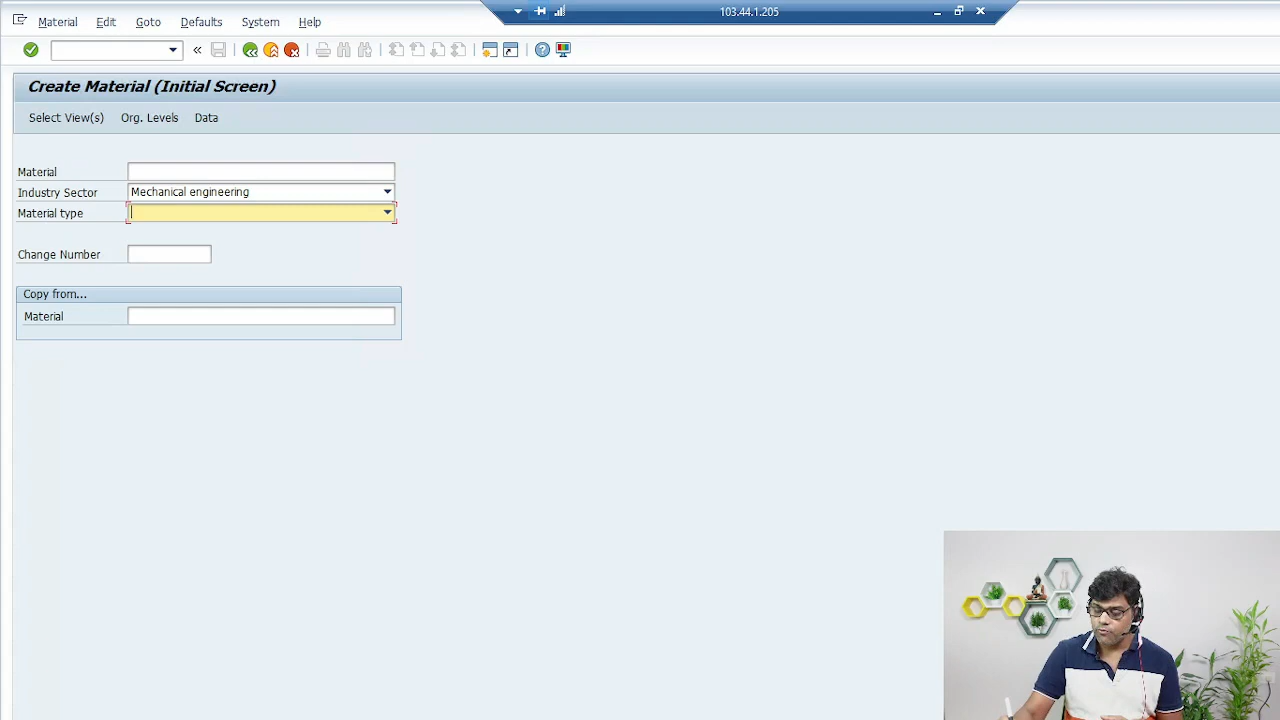 103.44.1.205
Material Edit Goto Defaults System Help
Create Material (Initial Screen)
Select View(s) Org. Levels Data
Material
Industry Sector Mechanical engineering
Material type
Change Number
Copy from...
Material